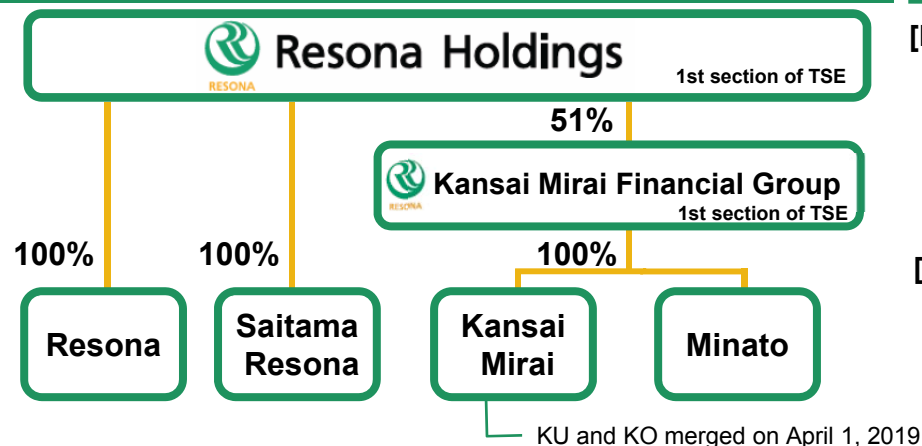 Resona Holdings
RESONA
1st section of TSE
[
51%
Kansai Mirai Financial Group
RESONA
1st section of TSE
100%
100%
100%
[
Resona
Saitama
Resona
Kansai
Mirai
Minato
KU and KO merged on April 1, 2019